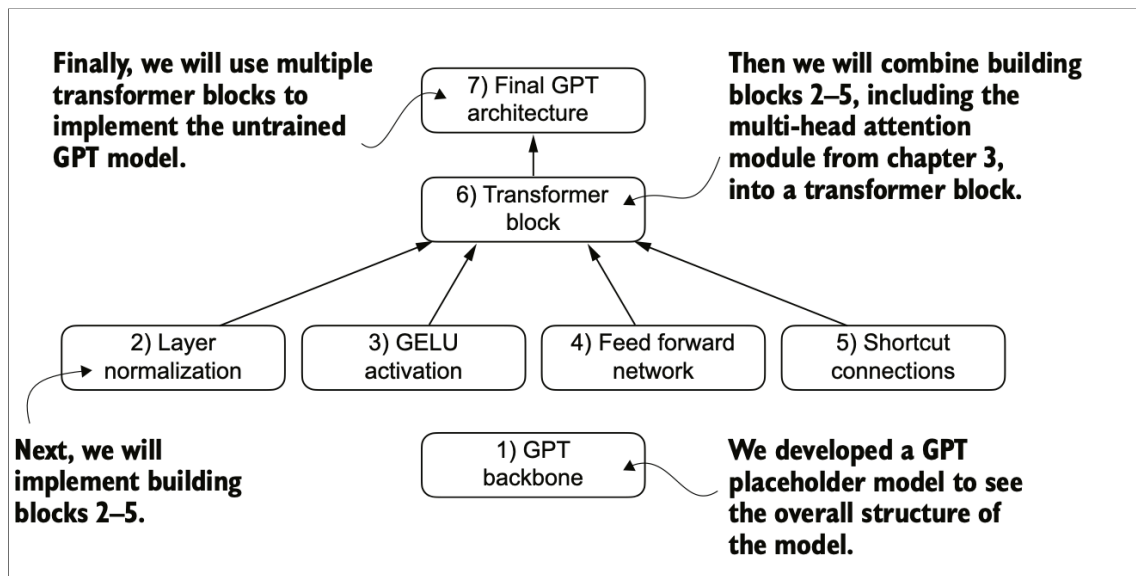 Finally, we will use multiple
transformer blocks to
implement the untrained
GPT model.
7) Final GPT
architecture
Then we will combine building
blocks 2–5, including the
multi-head attention
module from chapter 3,
into a transformer block.
6) Transformer
block
2) Layer
normalization
3) GELU
activation
4) Feed forward
network
5) Shortcut
connections
Next, we will
implement building
blocks 2–5.
1) GPT
backbone
We developed a GPT
placeholder model to see
the overall structure of
the model.